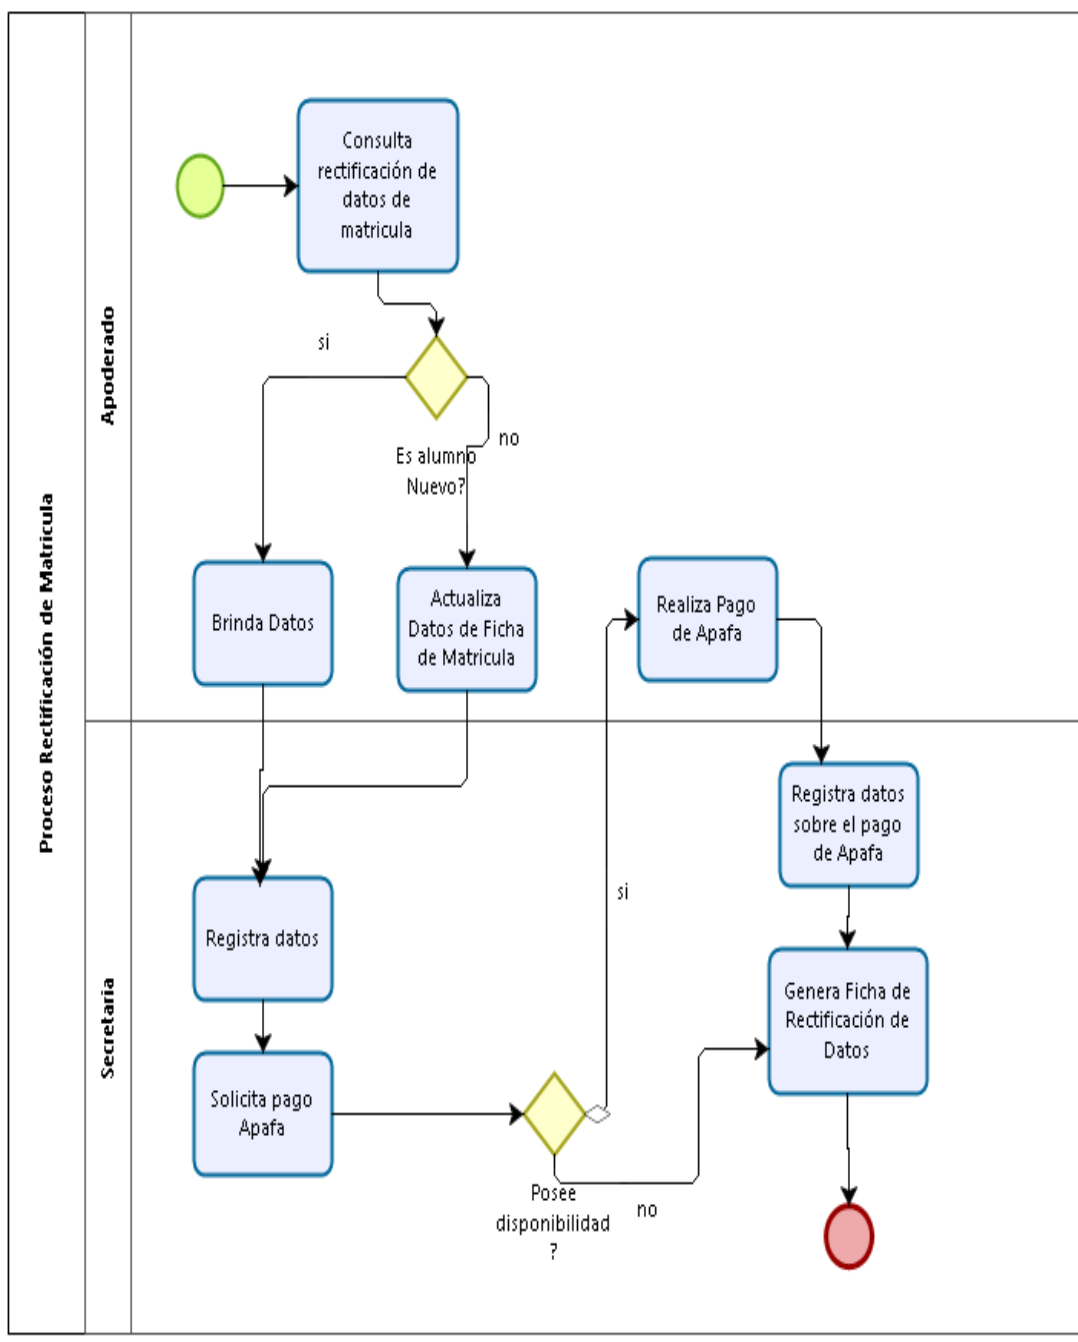 Proceso Rectificación de Matricula
Apoderado
Consulta
rectificación de
datos de
matricula
si
no
Es alumno
Nuevo?
Brinda Datos
Actualiza
Datos de Ficha
de Matricula
Realiza Pago
de Apafa
Secretaria
Registra datos
sobre el pago
de Apafa
si
Registra datos
Genera Ficha de
Rectificación de
Datos
Solicita pago
Apafa
Posee
disponibilidad
?
no